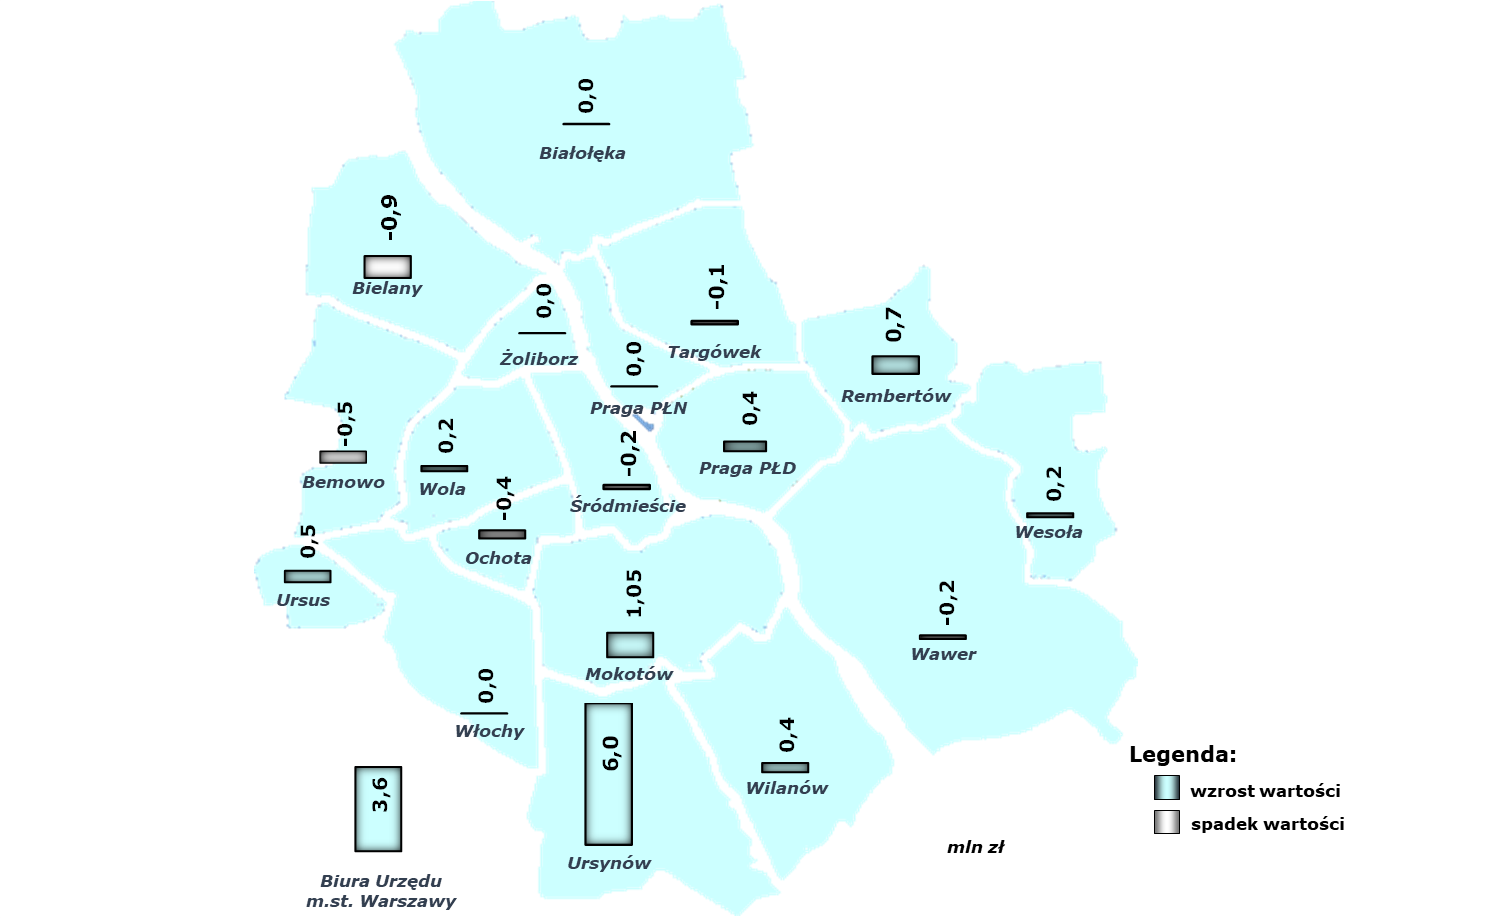 0,0
Białołęka
-0,9
Bielany
0,0
Żoliborz
-0,1
Targówek
0,7
Rembertów
0,0
Praga PŁN
-0,5
Bemowo
0,2
Wola
-0,2
Śródmieście
0,4
Praga PŁD
0,2
Wesoła
-0,4
Ochota
0,5
Ursus
1,05
Mokotów
-0,2
Wawer
0,0
Włochy
6,0
Ursynów
0,4
Wilanów
3,6
Biura Urzędu
m.st. Warszawy
Legenda:
wzrost wartości
spadek wartości
mln zł